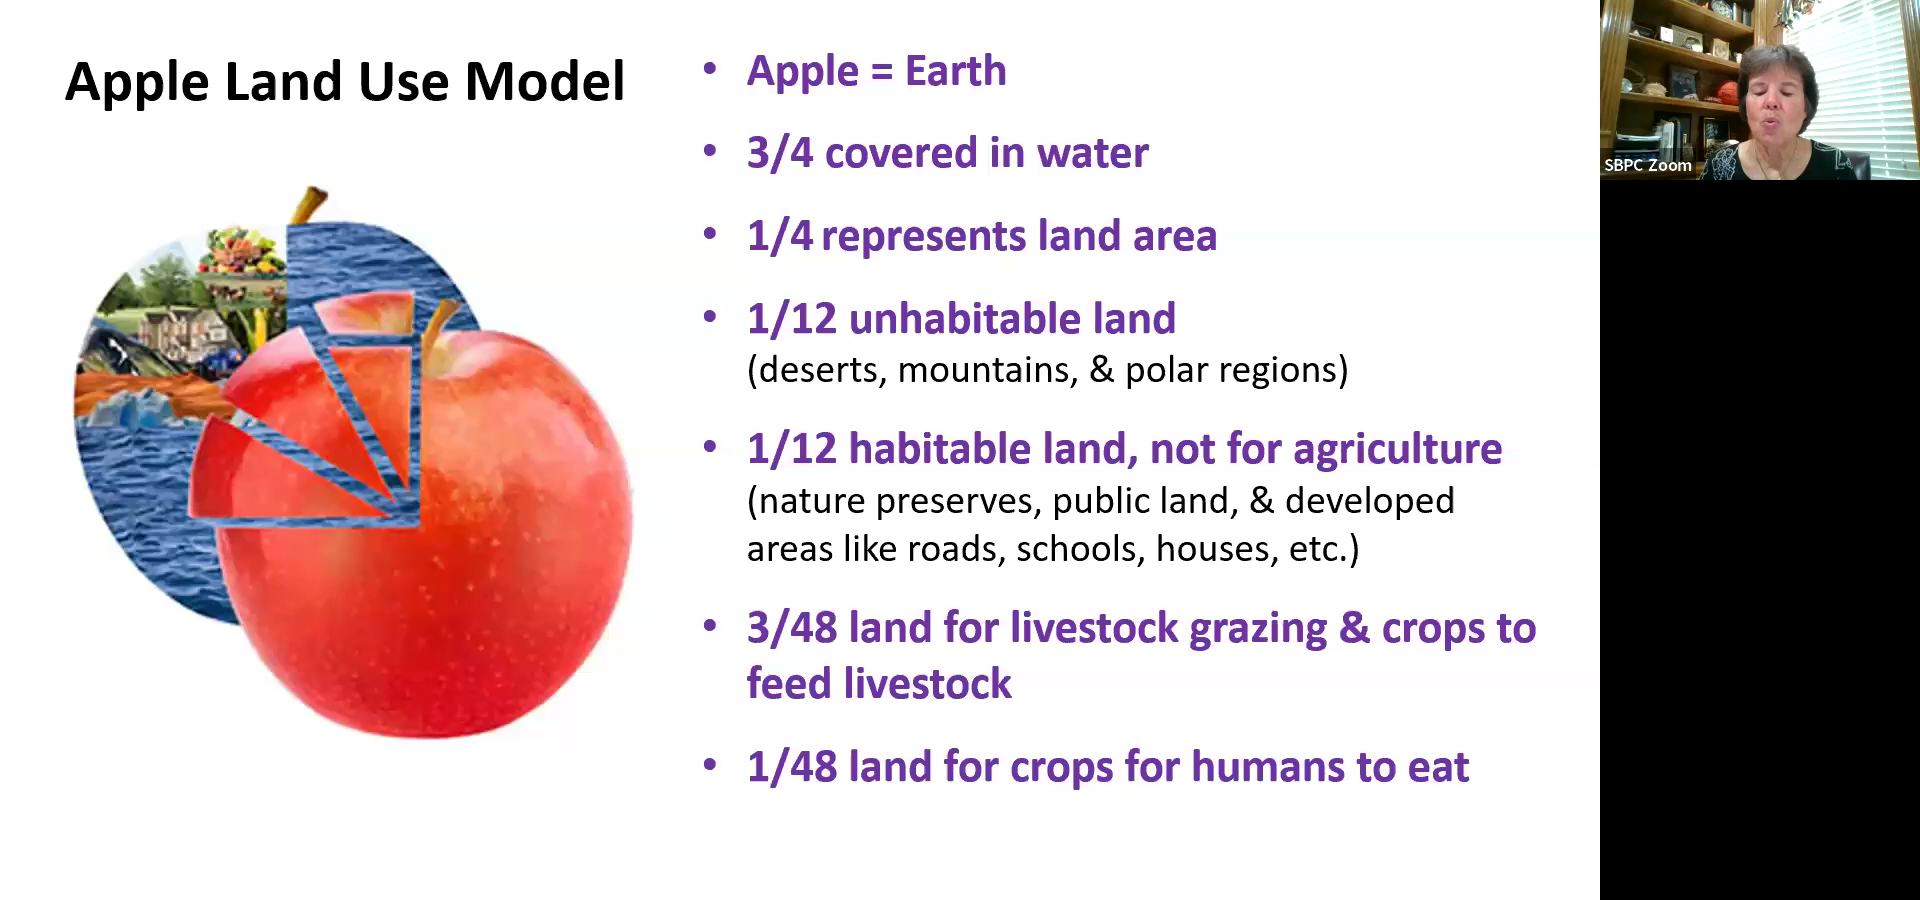 Apple Land Use Model
• Apple = Earth
• 3/4 covered in water
• 1/4 represents land area
• 1/12 unhabitable land
(deserts, mountains, & polar regions)
• 1/12 habitable land, not for agriculture
(nature preserves, public land, & developed
areas like roads, schools, houses, etc.)
• 3/48 land for livestock grazing & crops to
feed livestock
• 1/48 land for crops for humans to eat
SBPC Zoom